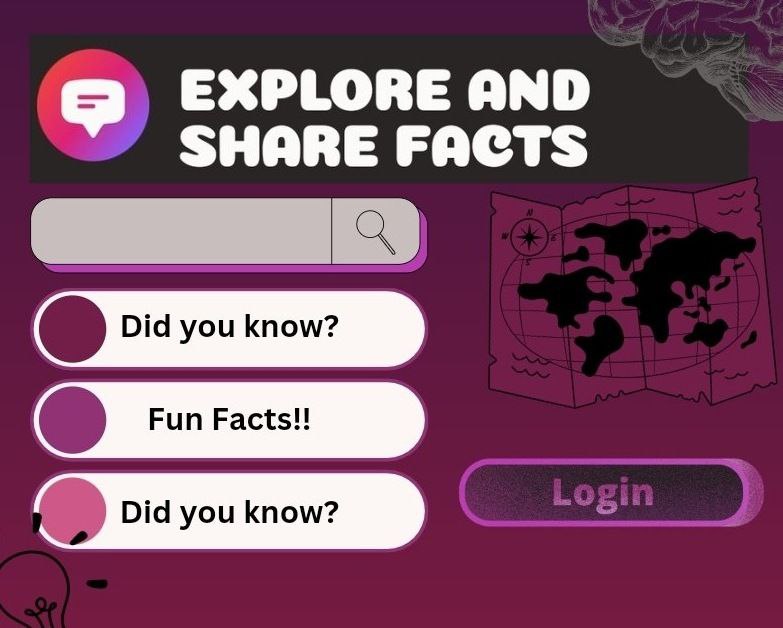 EXPLORE AND
SHARE FACTS
Did you know?
Fun Facts!!
Did you know?
N
W E
S
Login